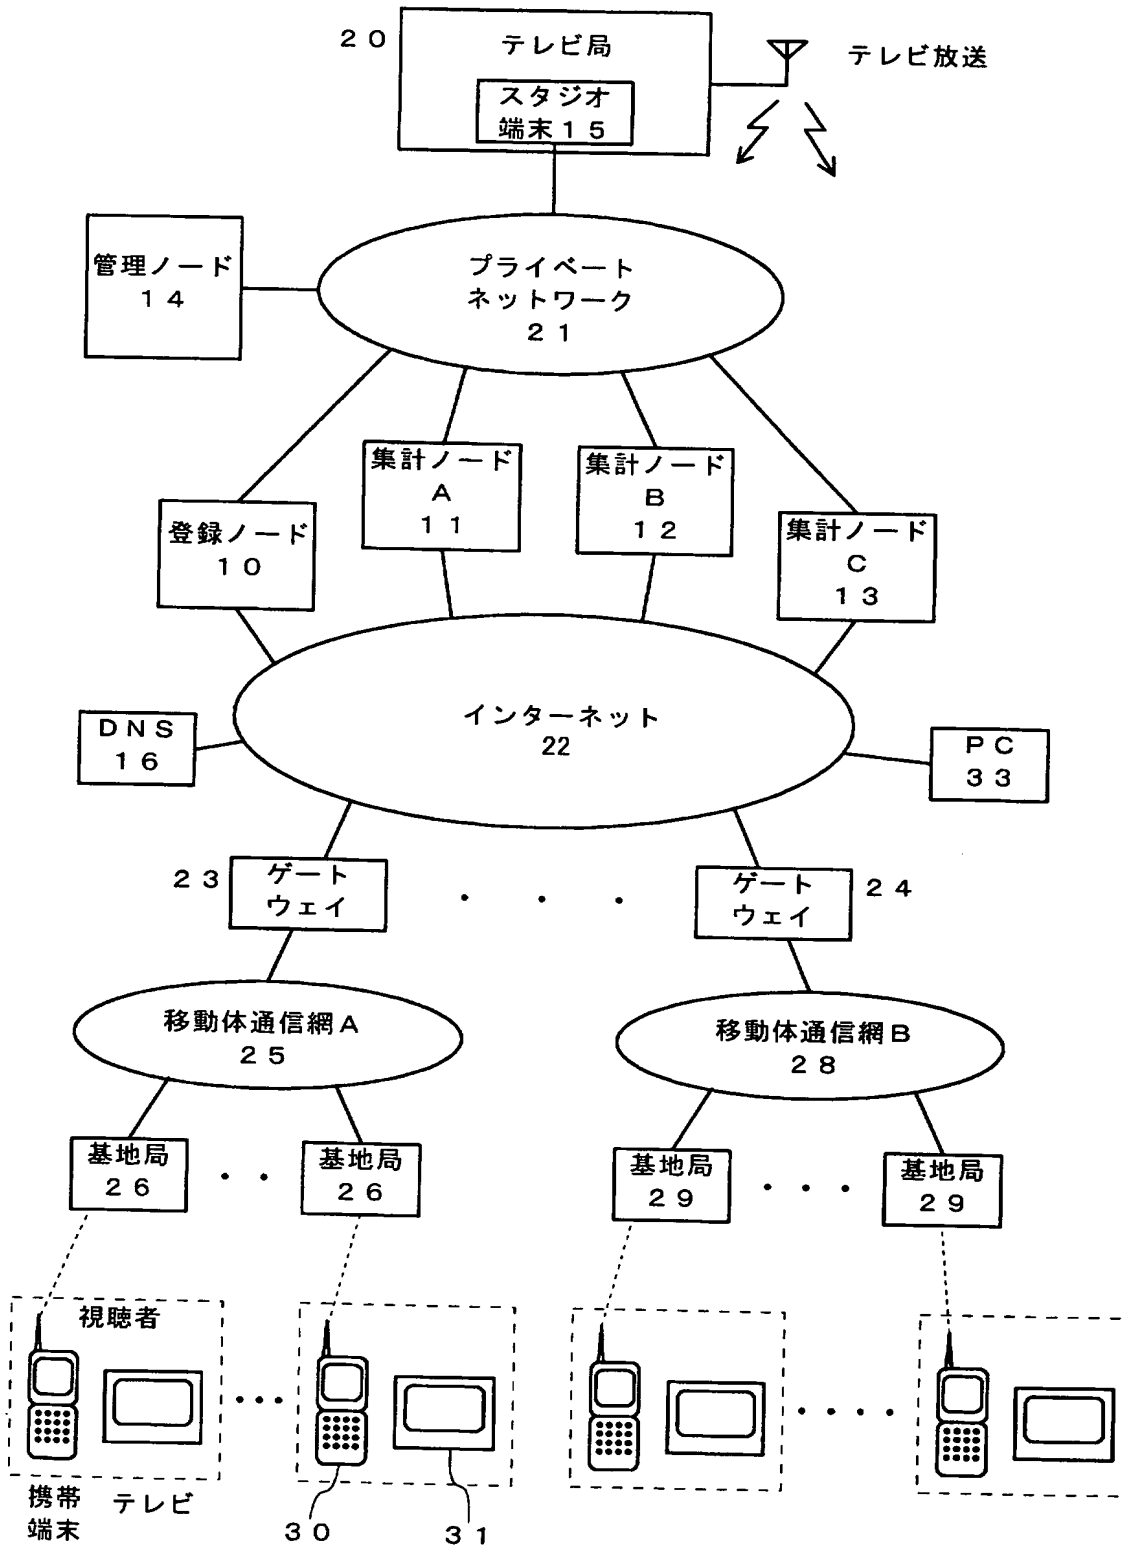 20
テレビ局
テレビ放送
スタジオ
端末15
管理ノード
14
プライベート
ネットワーク
21
集計ノード
A
11
集計ノード
B
12
登録ノード
10
集計ノード
C
13
DNS
16
インターネット
22
PC
33
23
ゲート
ウェイ
ゲート
ウェイ
24
移動体通信網A
25
移動体通信網B
28
基地局
26
基地局
26
基地局
29
基地局
29
視聴者
携帯
端末
テレビ
30
31